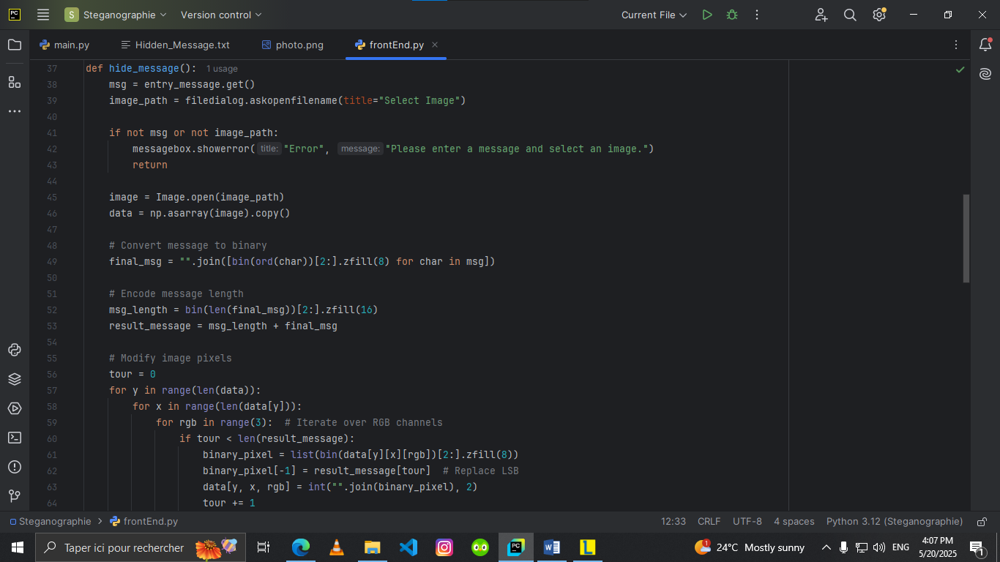 S Steganographie Version control Current File
main.py Hidden_Message.txt photo.png frontEnd.py
37 def hide_message(): 1 usage
38 msg = entry_message.get()
39 image_path = filedialog.askopenfilename(title="Select Image")
40
41 if not msg or not image_path:
42 messagebox.showerror( title: "Error", message: "Please enter a message and select an image.")
43 return
44
45 image = Image.open(image_path)
46 data = np.asarray(image).copy()
47
48 # Convert message to binary
49 final_msg = "".join([bin(ord(char))[2:].zfill(8) for char in msg])
50
51 # Encode message length
52 msg_length = bin(len(final_msg))[2:].zfill(16)
53 result_message = msg_length + final_msg
54
55 # Modify image pixels
56 tour = 0
57 for y in range(len(data)):
58 for x in range(len(data[y])):
59 for rgb in range(3): # Iterate over RGB channels
60 if tour < len(result_message):
61 binary_pixel = list(bin(data[y][x][rgb])[2:].zfill(8))
62 binary_pixel[-1] = result_message[tour] # Replace LSB
63 data[y, x, rgb] = int("".join(binary_pixel), 2)
64 tour += 1
Steganographie > frontEnd.py 12:33 CRLF UTF-8 4 spaces Python 3.12 (Steganographie)
Taper ici pour rechercher 1 24°C Mostly sunny ENG 4:07 PM 1
5/20/2025